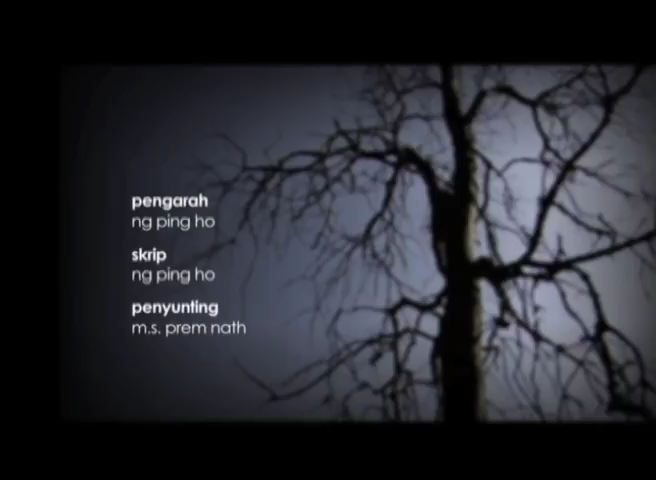 pengarah
ng ping ho
skrip
ng ping ho
penyunting
m.s. prem nath